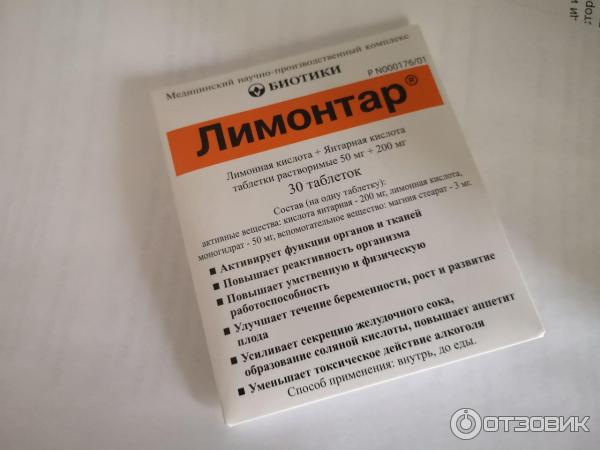 Медицинский научно-производственный комплекс
БИОТИКИ
Р N000176/01
Лимонтар®
Лимонная кислота + Янтарная кислота
таблетки растворимые 50 мг + 200 мг
30 таблеток
Состав (на одну таблетку):
активные вещества: кислота янтарная - 200 мг, лимонная кислота,
моногидрат - 50 мг, вспомогательное вещество: магния стеарат - 3 мг.
■ Активирует функции органов и тканей
■ Повышает реактивность организма
■ Повышает умственную и физическую
работоспособность
■ Улучшает течение беременности, рост и развитие
плода
■ Усиливает секрецию желудочного сока,
образование соляной кислоты, повышает аппетит
■ Уменьшает токсическое действие алкоголя
Способ применения: внутрь, до еды.
ОТЗОВИК